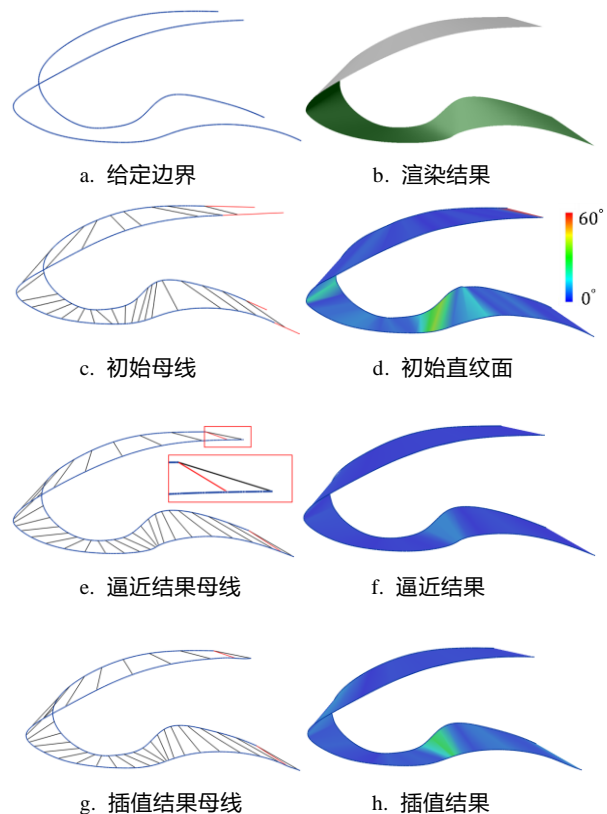 a. 给定边界
b. 渲染结果
60°
0°
c. 初始母线
d. 初始直纹面
e. 逼近结果母线
f. 逼近结果
g. 插值结果母线
h. 插值结果